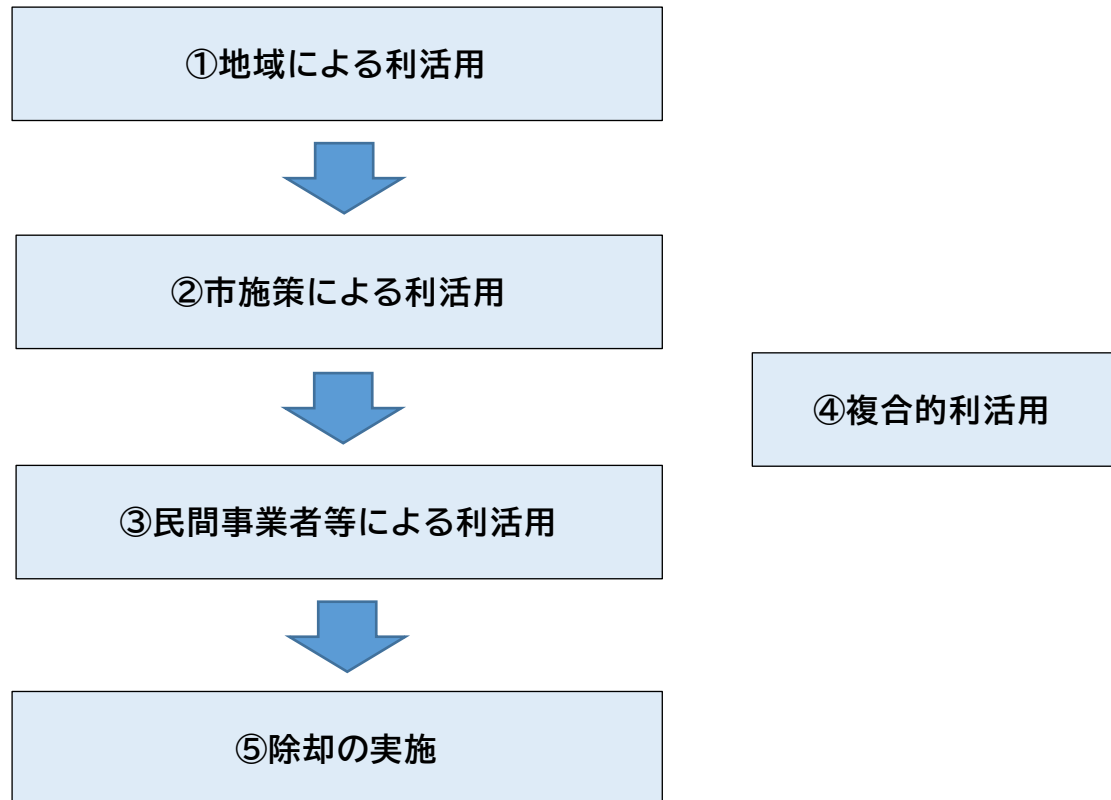 ①地域による利活用
②市施策による利活用
③民間事業者等による利活用
④複合的利活用
⑤除却の実施